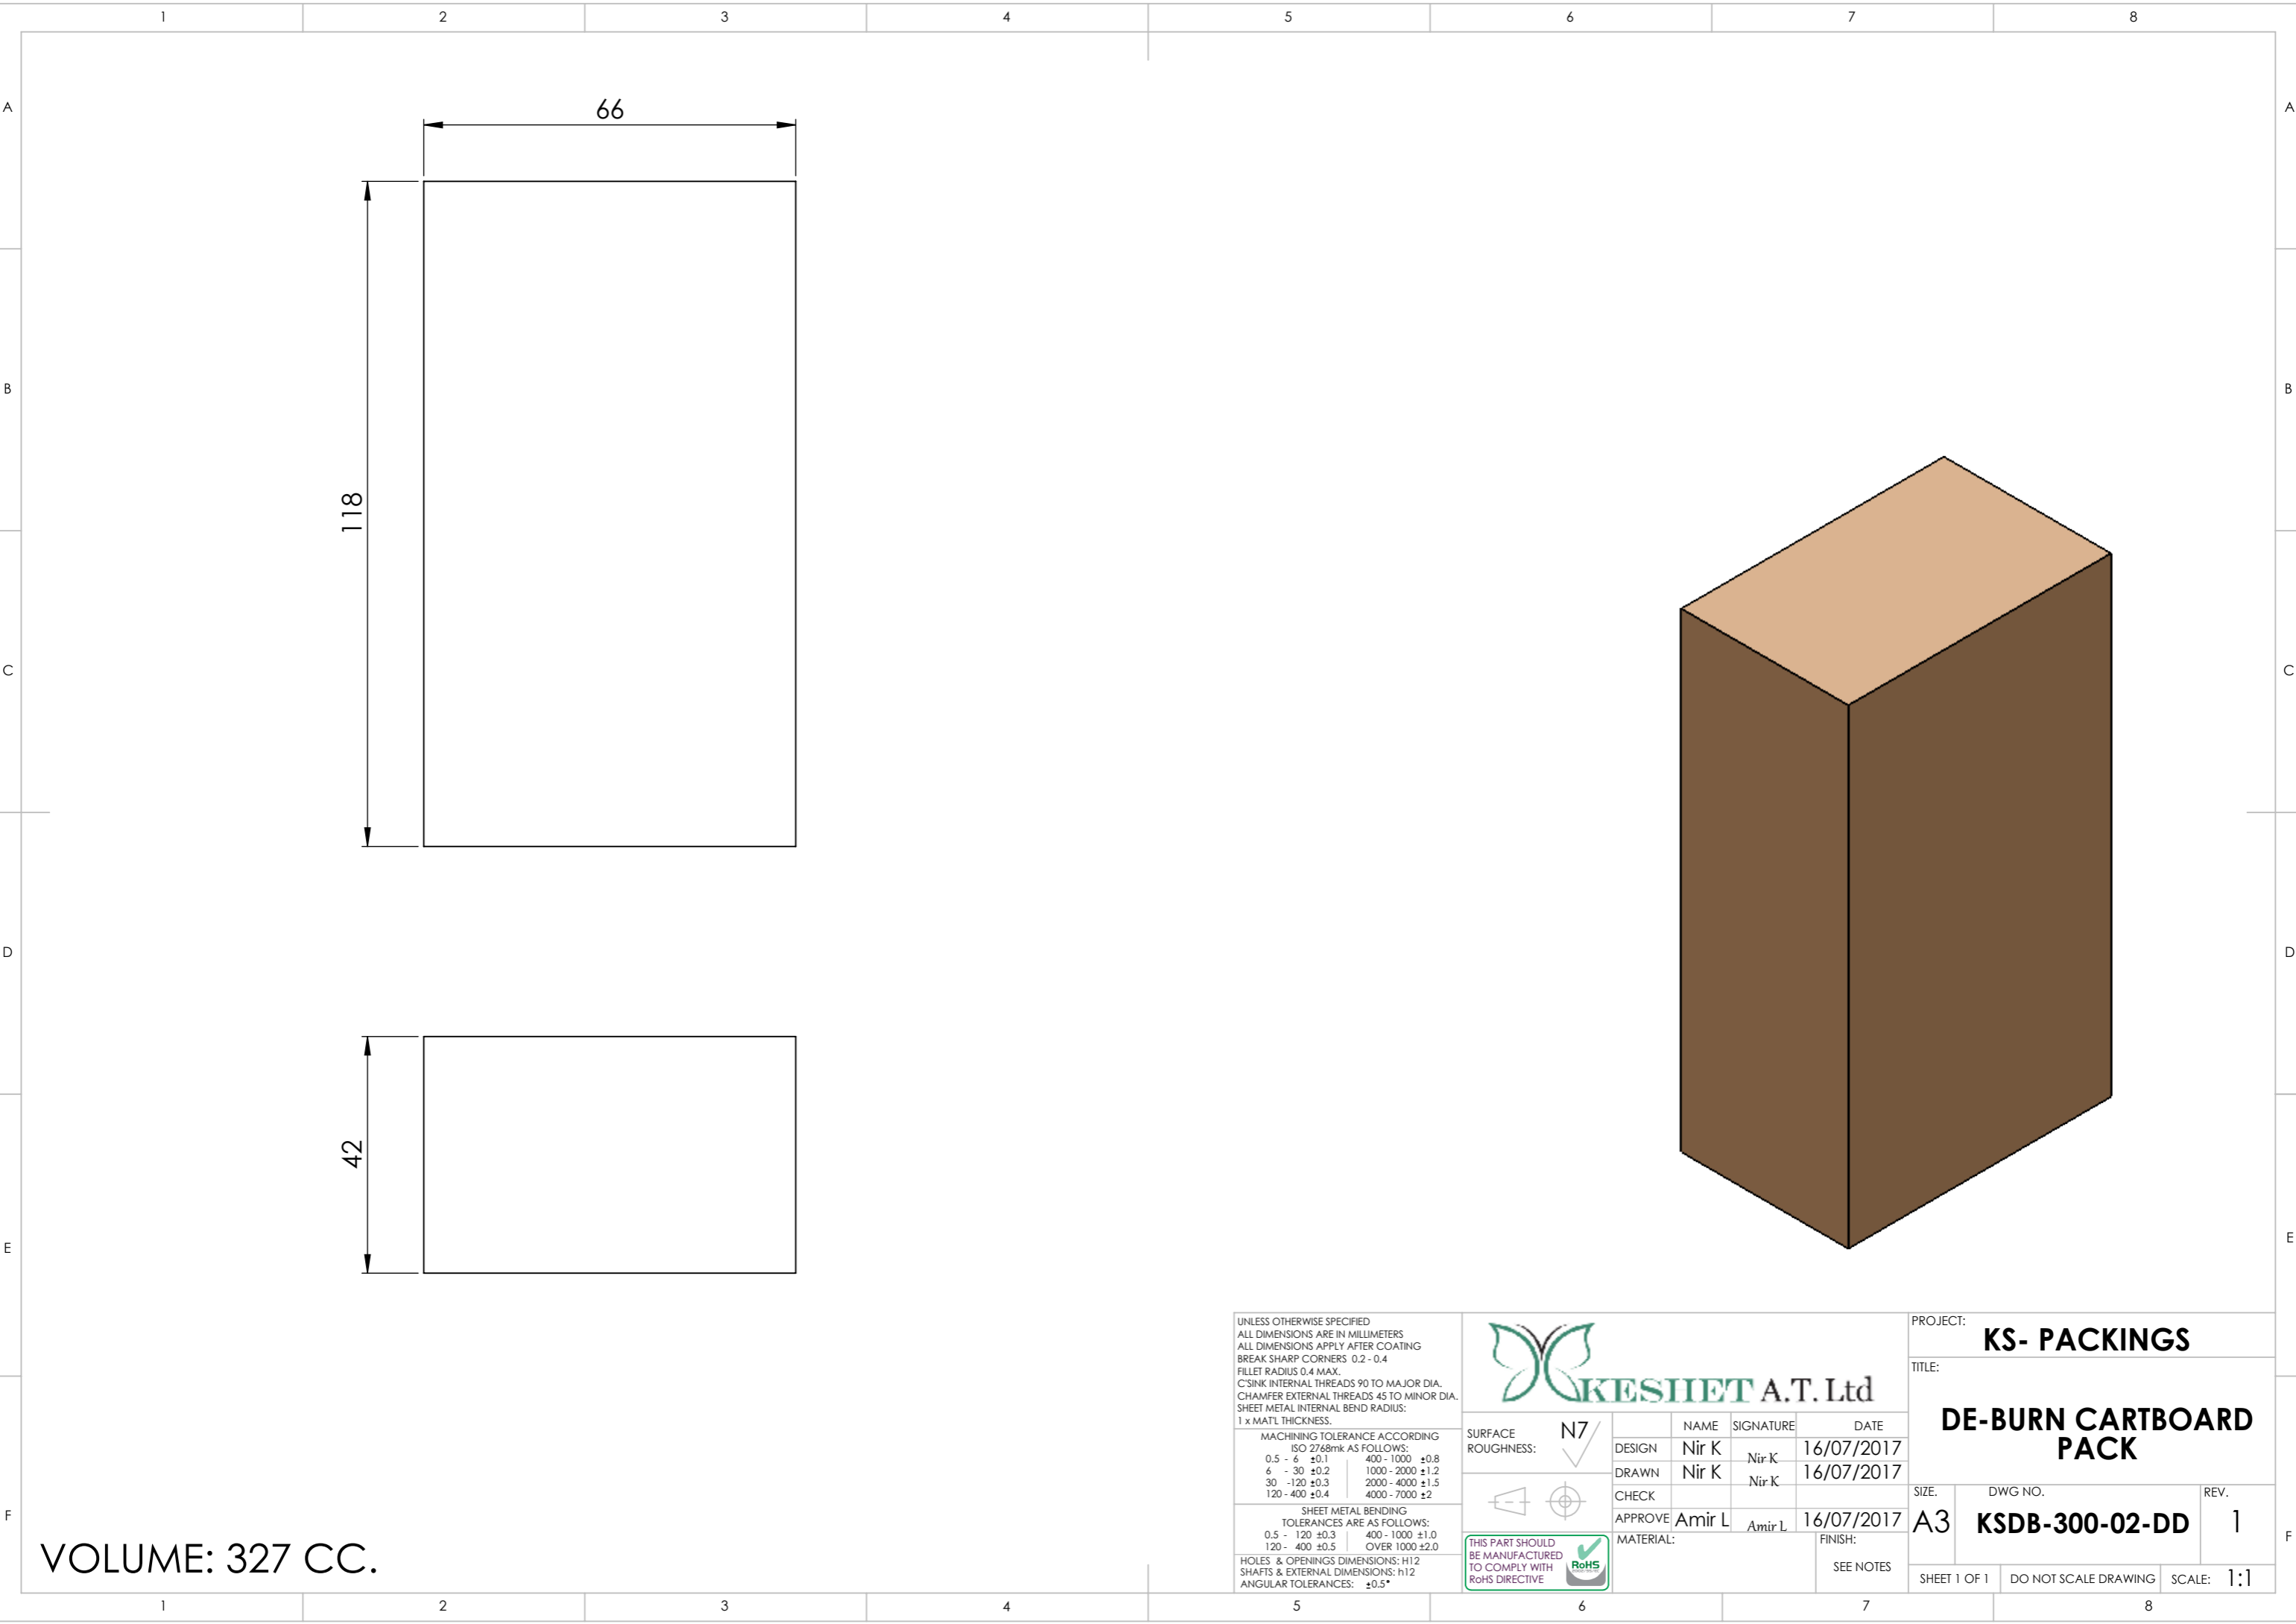 1 2 3 4 5 6 7 8
A A
66
B B
118
C C
D D
42
E E
F F
VOLUME: 327 CC.
UNLESS OTHERWISE SPECIFIED
ALL DIMENSIONS ARE IN MILLIMETERS
ALL DIMENSIONS APPLY AFTER COATING
BREAK SHARP CORNERS 0.2 - 0.4
FILLET RADIUS 0.4 MAX.
C'SINK INTERNAL THREADS 90 TO MAJOR DIA.
CHAMFER EXTERNAL THREADS 45 TO MINOR DIA.
SHEET METAL INTERNAL BEND RADIUS:
1 x MAT'L THICKNESS.
MACHINING TOLERANCE ACCORDING
ISO 2768mk AS FOLLOWS:
0.5 - 6 ±0.1 400 - 1000 ±0.8
6 - 30 ±0.2 1000 - 2000 ±1.2
30 -120 ±0.3 2000 - 4000 ±1.5
120 - 400 ±0.4 4000 - 7000 ±2
SHEET METAL BENDING
TOLERANCES ARE AS FOLLOWS:
0.5 - 120 ±0.3 400 - 1000 ±1.0
120 - 400 ±0.5 OVER 1000 ±2.0
HOLES & OPENINGS DIMENSIONS: H12
SHAFTS & EXTERNAL DIMENSIONS: h12
ANGULAR TOLERANCES: ±0.5°
KESHET A.T. Ltd
SURFACE
ROUGHNESS:
N7
NAME SIGNATURE DATE
DESIGN Nir K Nir K 16/07/2017
DRAWN Nir K Nir K 16/07/2017
CHECK
APPROVE Amir L Amir L 16/07/2017
THIS PART SHOULD
BE MANUFACTURED
TO COMPLY WITH
RoHS DIRECTIVE
RoHS
MATERIAL:
FINISH:
SEE NOTES
PROJECT:
KS- PACKINGS
TITLE:
DE-BURN CARTBOARD
PACK
SIZE. DWG NO. REV.
A3 KSDB-300-02-DD 1
SHEET 1 OF 1 DO NOT SCALE DRAWING SCALE: 1:1
1 2 3 4 5 6 7 8